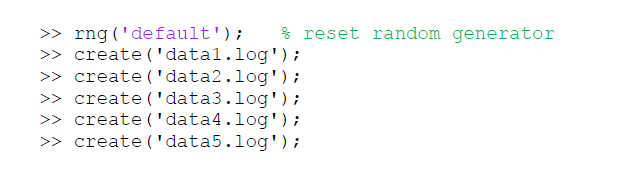 >> rng('default');   % reset random generator
>> create('data1.log');
>> create('data2.log');
>> create('data3.log');
>> create('data4.log');
>> create('data5.log');